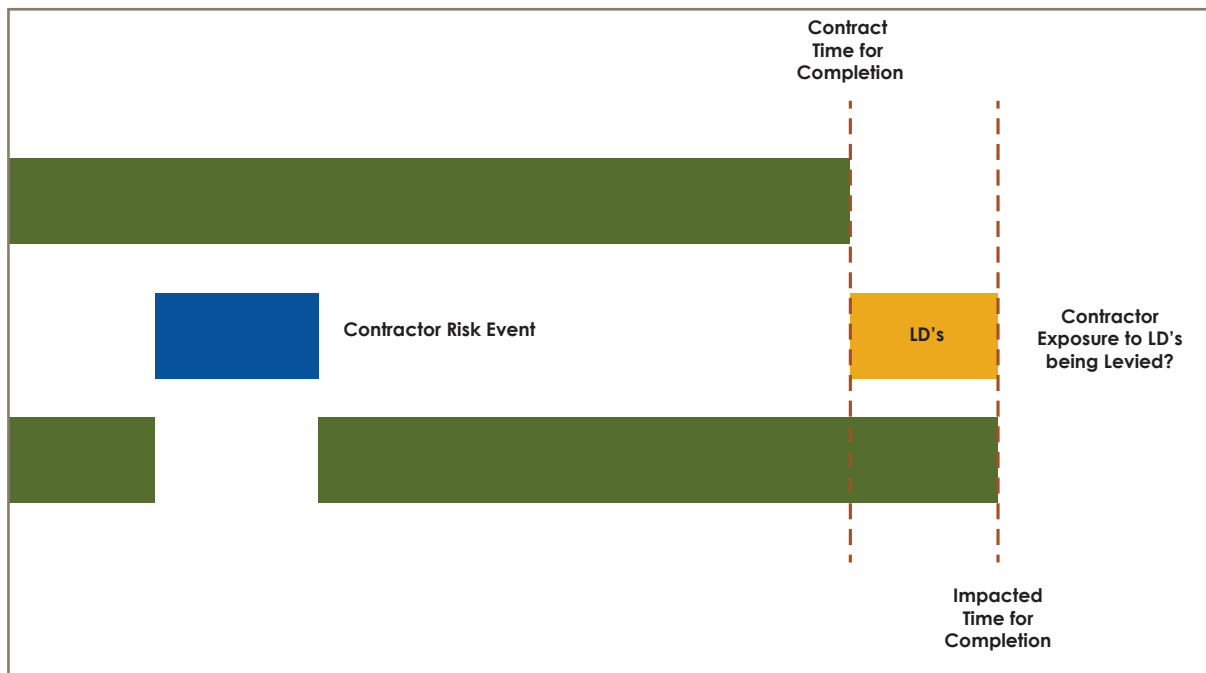 Contract
Time for
Completion
Contractor Risk Event
LD's
Contractor
Exposure to LD's
being Levied?
Impacted
Time for
Completion